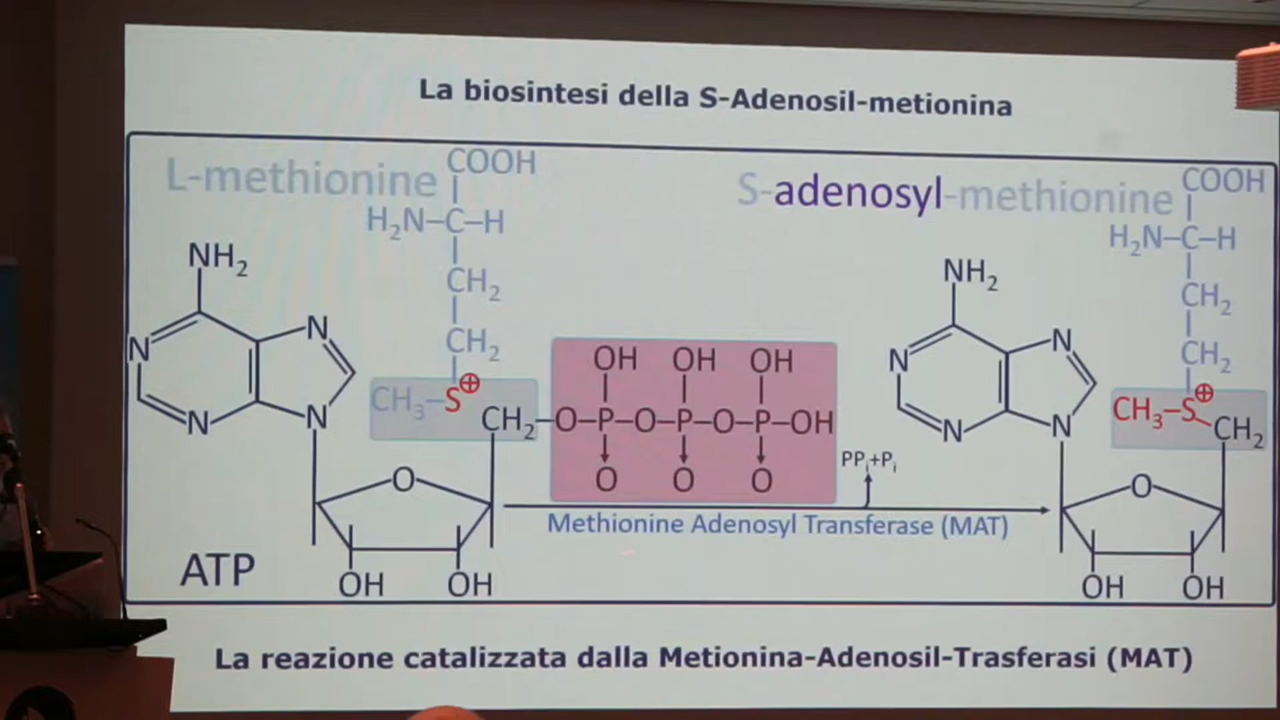 La biosintesi della S-Adenosil-metionina
L-methionine
COOH
H₂N–C–H
CH₂
CH₂
CH₃–S⊕
CH₂–O–P–O–P–O–P–OH
OH OH OH
O O O
NH₂
N
N
N
N
O
OH OH
ATP
PPᵢ+Pᵢ
Methionine Adenosyl Transferase (MAT)
S-adenosyl-methionine
COOH
H₂N–C–H
CH₂
CH₂
CH₃–S⊕
CH₂
NH₂
N
N
N
N
O
OH OH
La reazione catalizzata dalla Metionina-Adenosil-Trasferasi (MAT)